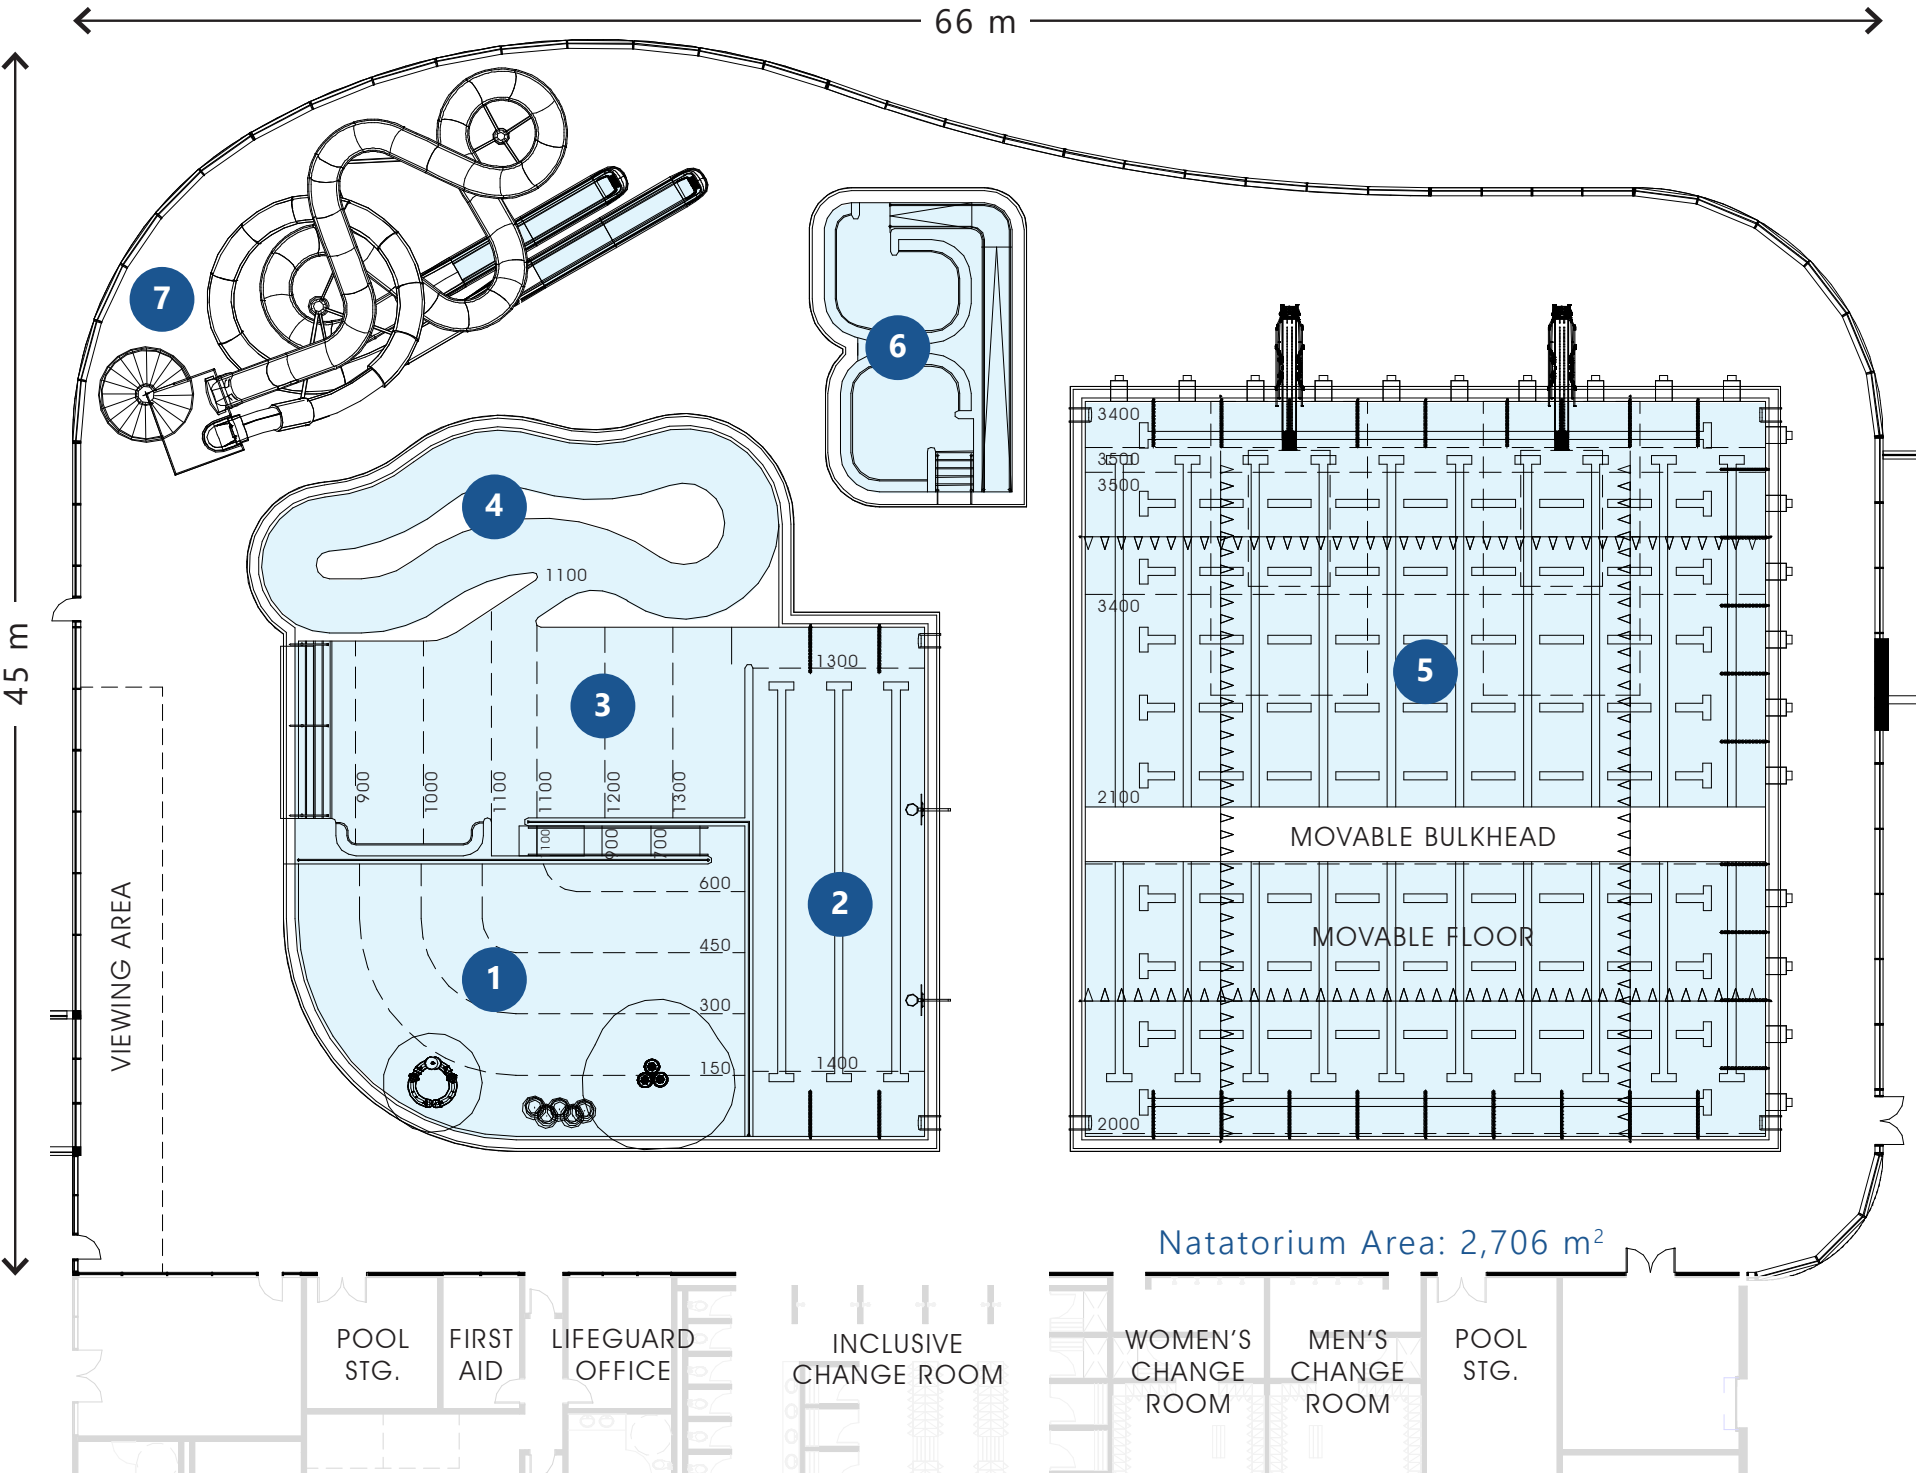 66 m
45 m
7
6
4
1100
3
1300
900
1000
1100
1100
1200
1300
100
900
700
600
450
300
150
1
2
1400
3400
3500
3500
3400
5
2100
MOVABLE BULKHEAD
MOVABLE FLOOR
2000
VIEWING AREA
Natatorium Area: 2,706 m²
POOL
STG.
FIRST
AID
LIFEGUARD
OFFICE
INCLUSIVE
CHANGE ROOM
WOMEN'S
CHANGE
ROOM
MEN'S
CHANGE
ROOM
POOL
STG.